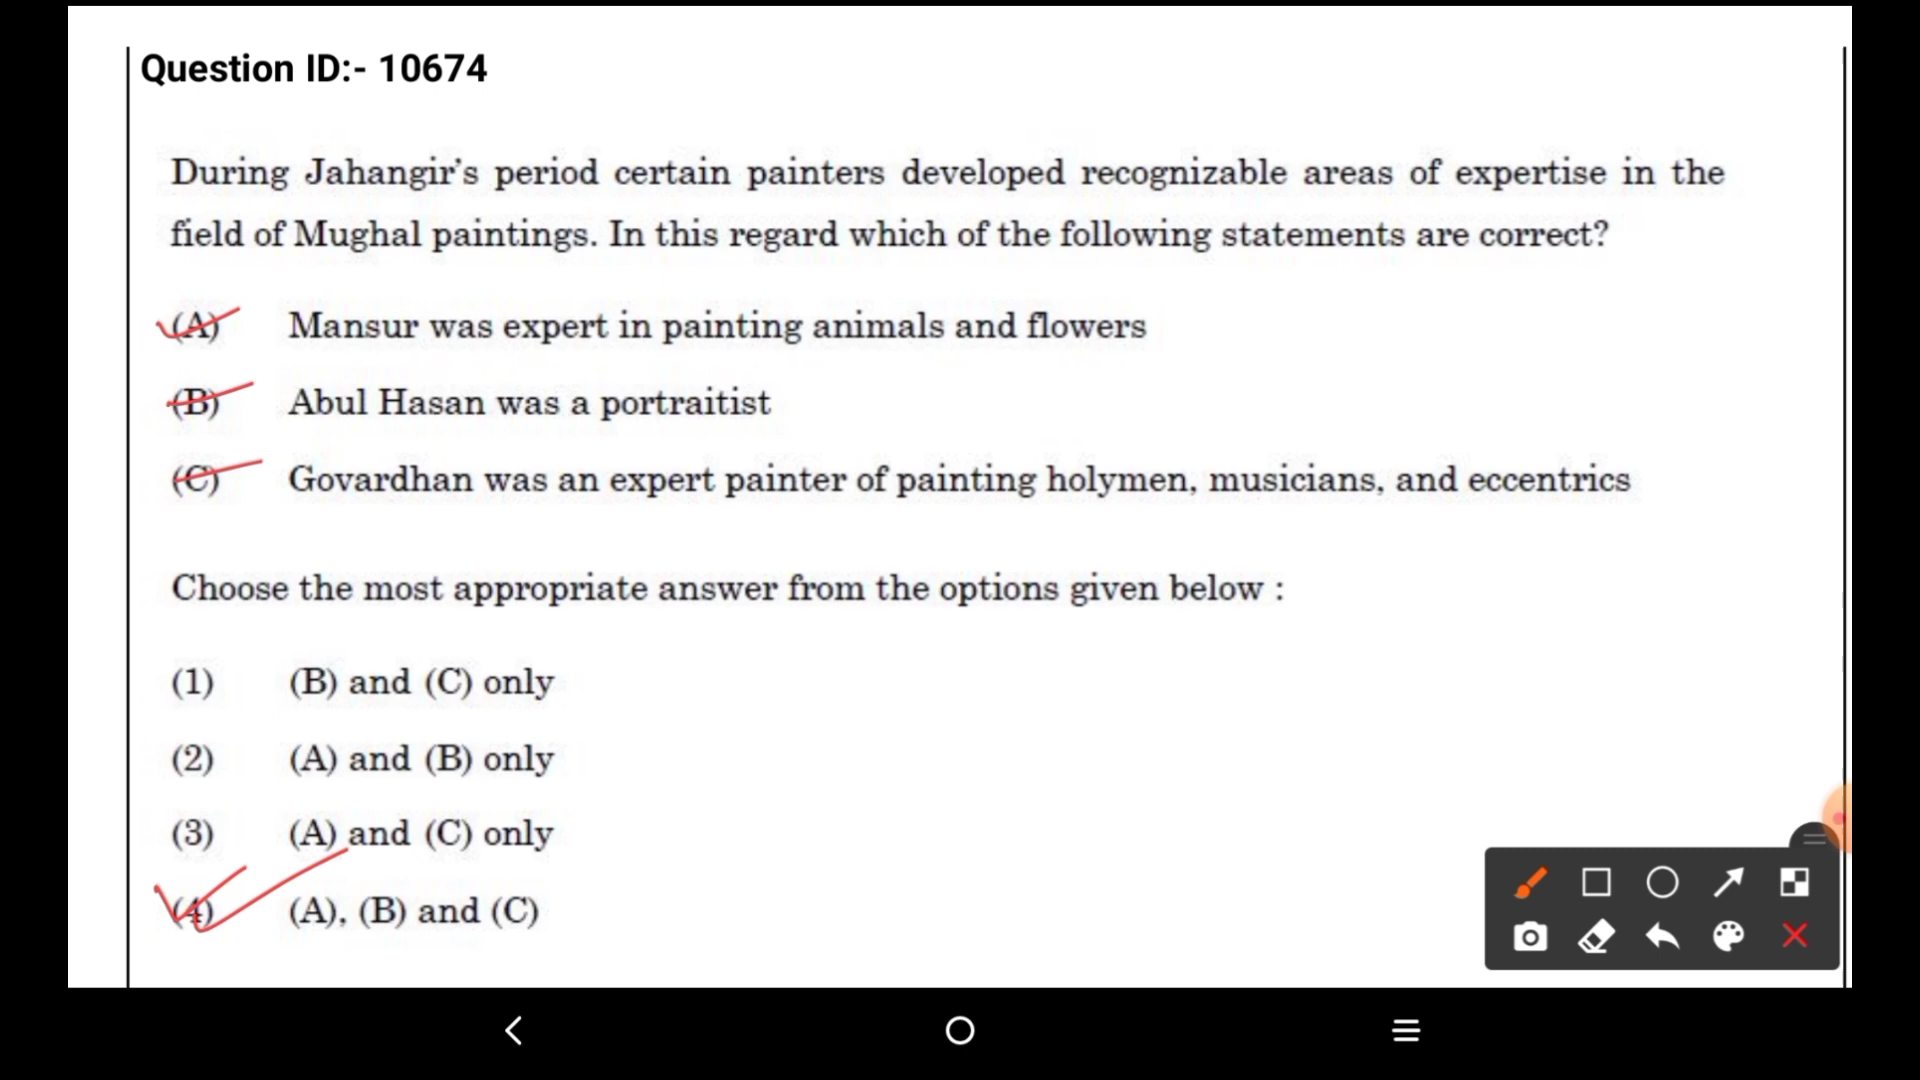 Question ID:- 10674
During Jahangir's period certain painters developed recognizable areas of expertise in the
field of Mughal paintings. In this regard which of the following statements are correct?
(A) Mansur was expert in painting animals and flowers
(B) Abul Hasan was a portraitist
(C) Govardhan was an expert painter of painting holymen, musicians, and eccentrics
Choose the most appropriate answer from the options given below :
(1) (B) and (C) only
(2) (A) and (B) only
(3) (A) and (C) only
(4) (A), (B) and (C)